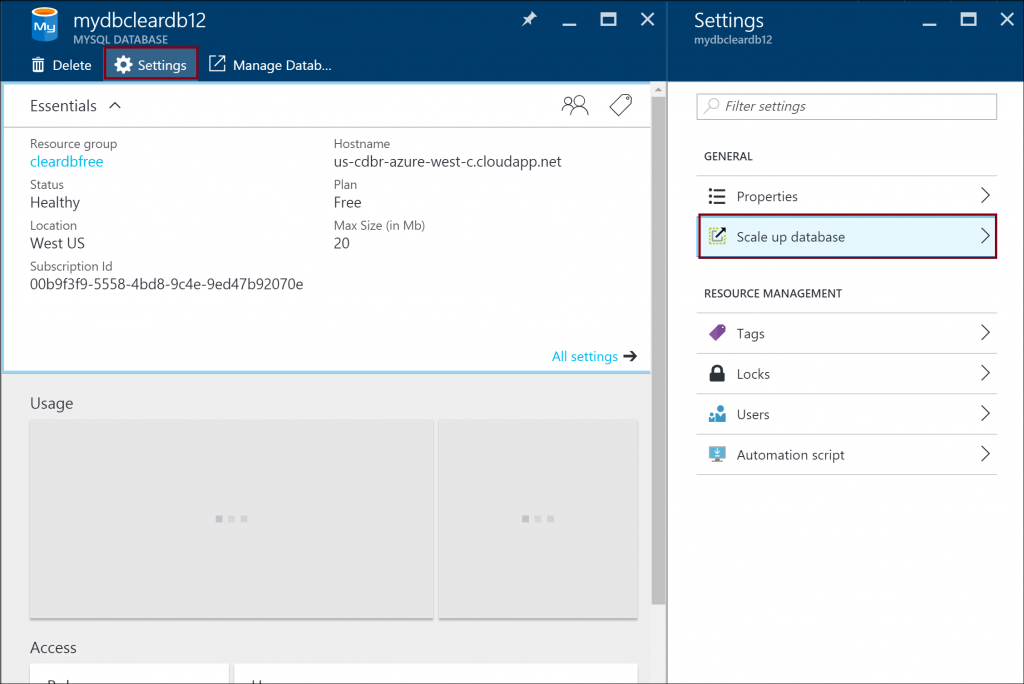 mydbcleardb12
MYSQL DATABASE
Delete
Settings
Manage Datab...
Essentials
Resource group
cleardbfree
Status
Healthy
Location
West US
Subscription Id
00b9f3f9-5558-4bd8-9c4e-9ed47b92070e
Hostname
us-cdbr-azure-west-c.cloudapp.net
Plan
Free
Max Size (in Mb)
20
All settings
Usage
Access
Settings
mydbcleardb12
Filter settings
GENERAL
Properties
Scale up database
RESOURCE MANAGEMENT
Tags
Locks
Users
Automation script
My